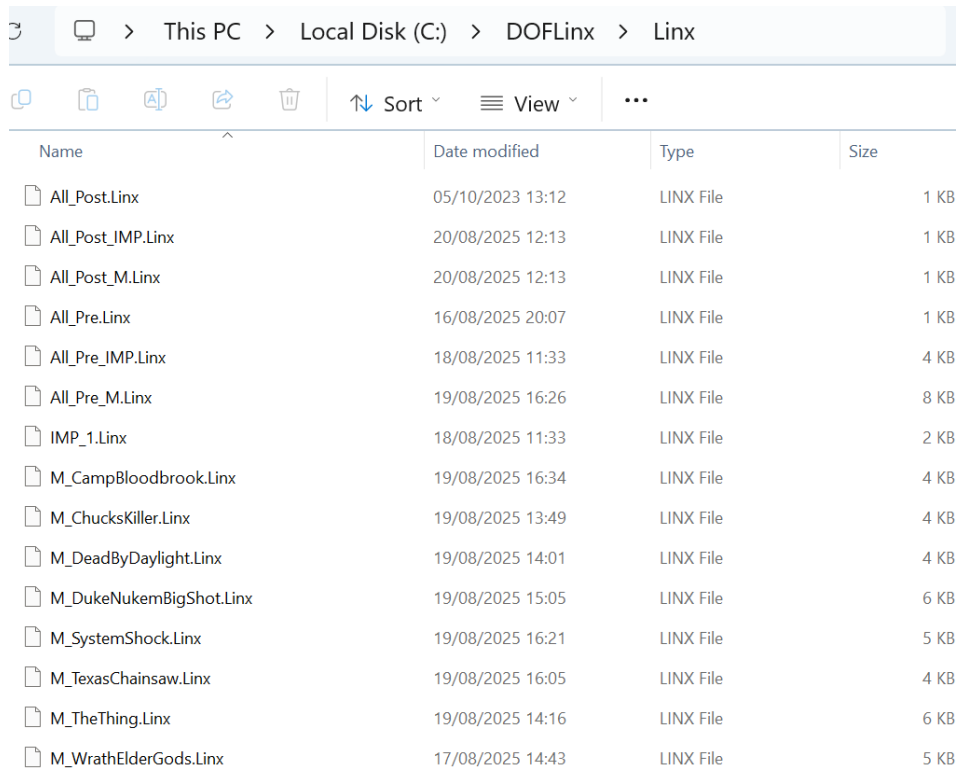 This PC > Local Disk (C:) > DOFLinx > Linx
Sort View ...
Name Date modified Type Size
All_Post.Linx 05/10/2023 13:12 LINX File 1 KB
All_Post_IMP.Linx 20/08/2025 12:13 LINX File 1 KB
All_Post_M.Linx 20/08/2025 12:13 LINX File 1 KB
All_Pre.Linx 16/08/2025 20:07 LINX File 1 KB
All_Pre_IMP.Linx 18/08/2025 11:33 LINX File 4 KB
All_Pre_M.Linx 19/08/2025 16:26 LINX File 8 KB
IMP_1.Linx 18/08/2025 11:33 LINX File 2 KB
M_CampBloodbrook.Linx 19/08/2025 16:34 LINX File 4 KB
M_ChucksKiller.Linx 19/08/2025 13:49 LINX File 4 KB
M_DeadByDaylight.Linx 19/08/2025 14:01 LINX File 4 KB
M_DukeNukemBigShot.Linx 19/08/2025 15:05 LINX File 6 KB
M_SystemShock.Linx 19/08/2025 16:21 LINX File 5 KB
M_TexasChainsaw.Linx 19/08/2025 16:05 LINX File 4 KB
M_TheThing.Linx 19/08/2025 14:16 LINX File 6 KB
M_WrathElderGods.Linx 17/08/2025 14:43 LINX File 5 KB